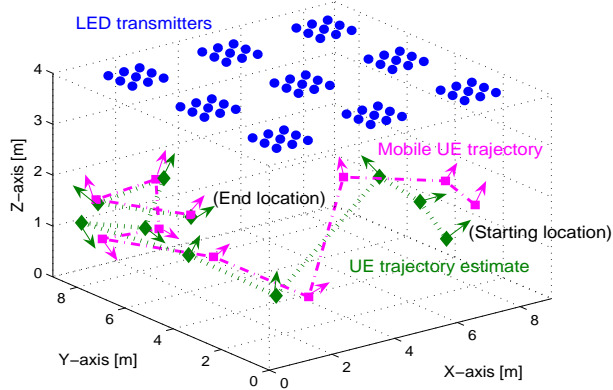 LED transmitters
4
3
2
1
0
Z−axis [m]
Mobile UE trajectory
(End location)
(Starting location)
UE trajectory estimate
8
6
4
2
0
Y−axis [m]
0
2
4
6
8
X−axis [m]